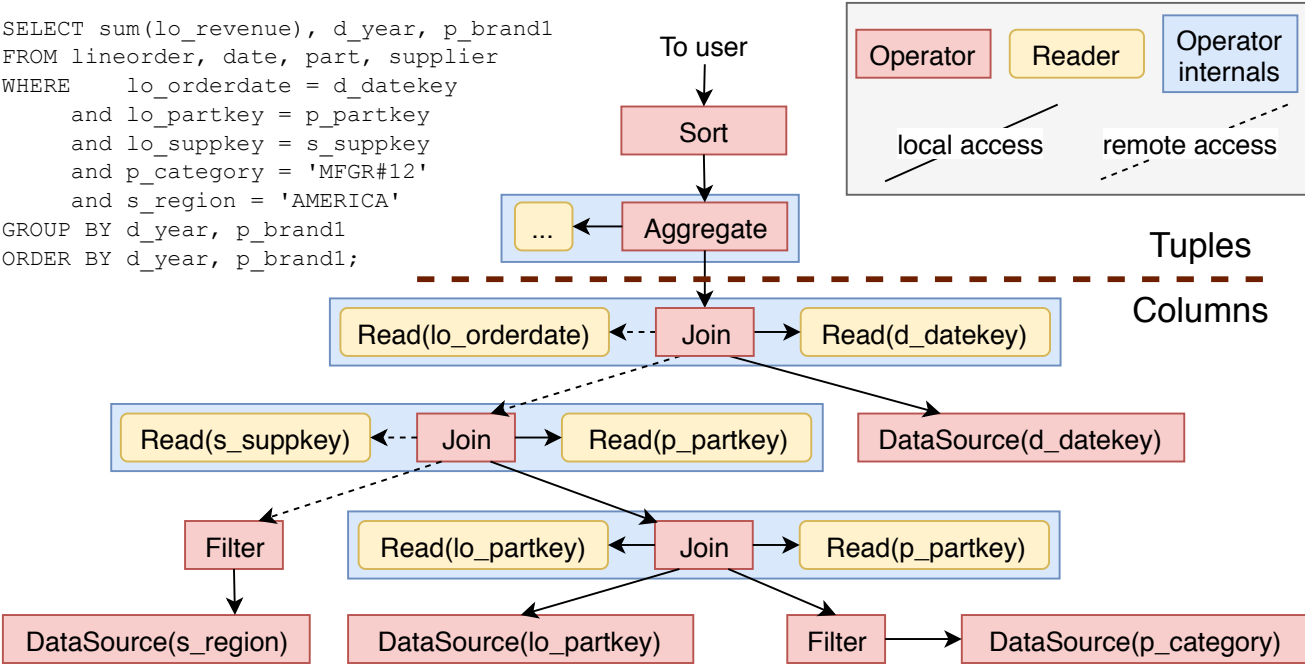 SELECT sum(lo_revenue), d_year, p_brand1
FROM lineorder, date, part, supplier
WHERE lo_orderdate = d_datekey
and lo_partkey = p_partkey
and lo_suppkey = s_suppkey
and p_category = 'MFGR#12'
and s_region = 'AMERICA'
GROUP BY d_year, p_brand1
ORDER BY d_year, p_brand1;
Operator
Reader
Operator
internals
local access
remote access
To user
Sort
...
Aggregate
Tuples
Columns
Read(lo_orderdate)
Join
Read(d_datekey)
Read(s_suppkey)
Join
Read(p_partkey)
DataSource(d_datekey)
Filter
Read(lo_partkey)
Join
Read(p_partkey)
DataSource(s_region)
DataSource(lo_partkey)
Filter
DataSource(p_category)